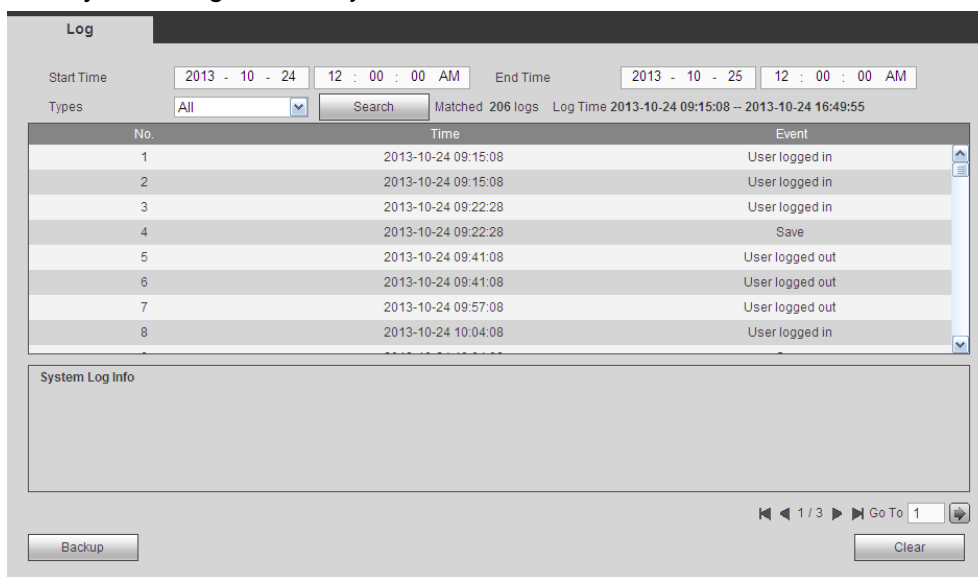 Log
Start Time 2013 - 10 - 24 12 : 00 : 00 AM End Time 2013 - 10 - 25 12 : 00 : 00 AM
Types All Search Matched 206 logs Log Time 2013-10-24 09:15:08 -- 2013-10-24 16:49:55
No. Time Event
1 2013-10-24 09:15:08 User logged in
2 2013-10-24 09:15:08 User logged in
3 2013-10-24 09:22:28 User logged in
4 2013-10-24 09:22:28 Save
5 2013-10-24 09:41:08 User logged out
6 2013-10-24 09:41:08 User logged out
7 2013-10-24 09:57:08 User logged out
8 2013-10-24 10:04:08 User logged in
System Log Info
1 / 3 Go To 1
Backup Clear